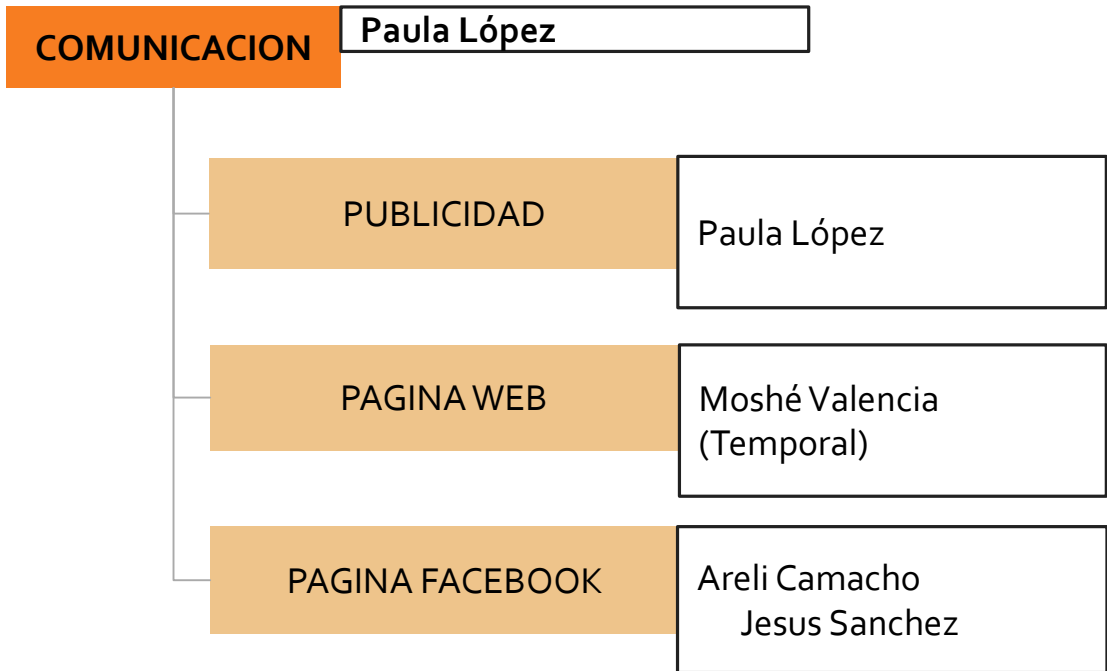 COMUNICACION
Paula López
PUBLICIDAD
Paula López
PAGINA WEB
Moshé Valencia
(Temporal)
PAGINA FACEBOOK
Areli Camacho
Jesus Sanchez